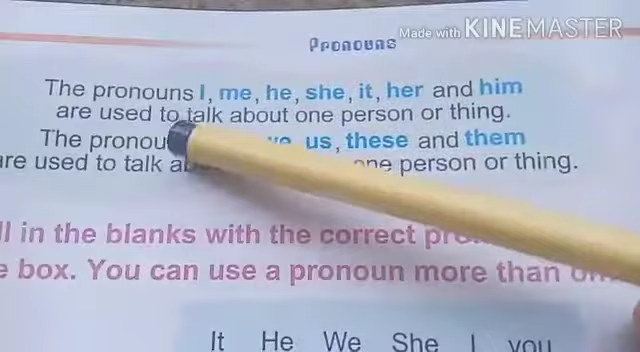 Made with KINEMASTER
Pronouns
The pronouns I, me, he, she, it, her and him
are used to talk about one person or thing.
The pronou us, these and them
are used to talk one person or thing.
ll in the blanks with the correct
e box. You can use a pronoun more than
It He We She I you